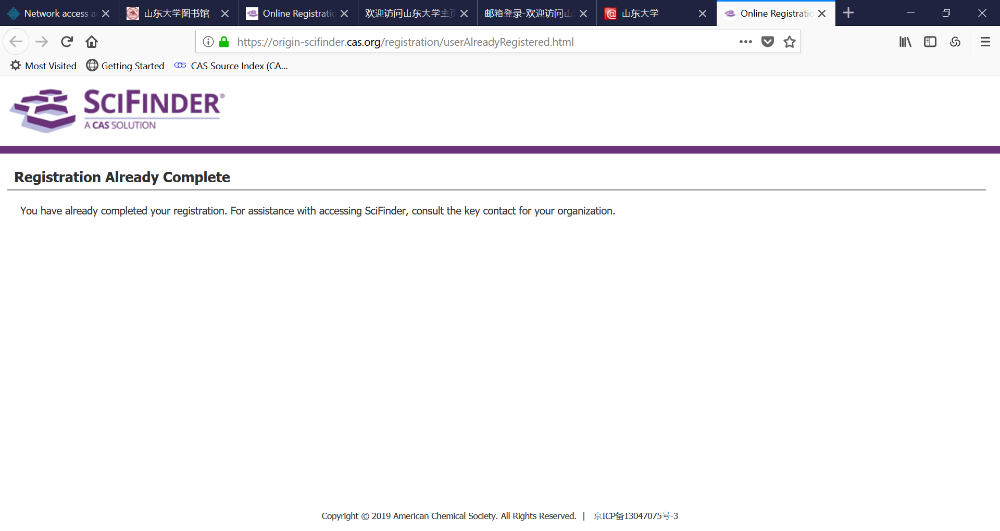 Network access a
山东大学图书馆
Online Registratio
欢迎访问山东大学主页
邮箱登录-欢迎访问山
山东大学
Online Registratio
https://origin-scifinder.cas.org/registration/userAlreadyRegistered.html
Most Visited
Getting Started
CAS Source Index (CA...
SCIFINDER®
A CAS SOLUTION
Registration Already Complete
You have already completed your registration. For assistance with accessing SciFinder, consult the key contact for your organization.
Copyright © 2019 American Chemical Society. All Rights Reserved. | 京ICP备13047075号-3